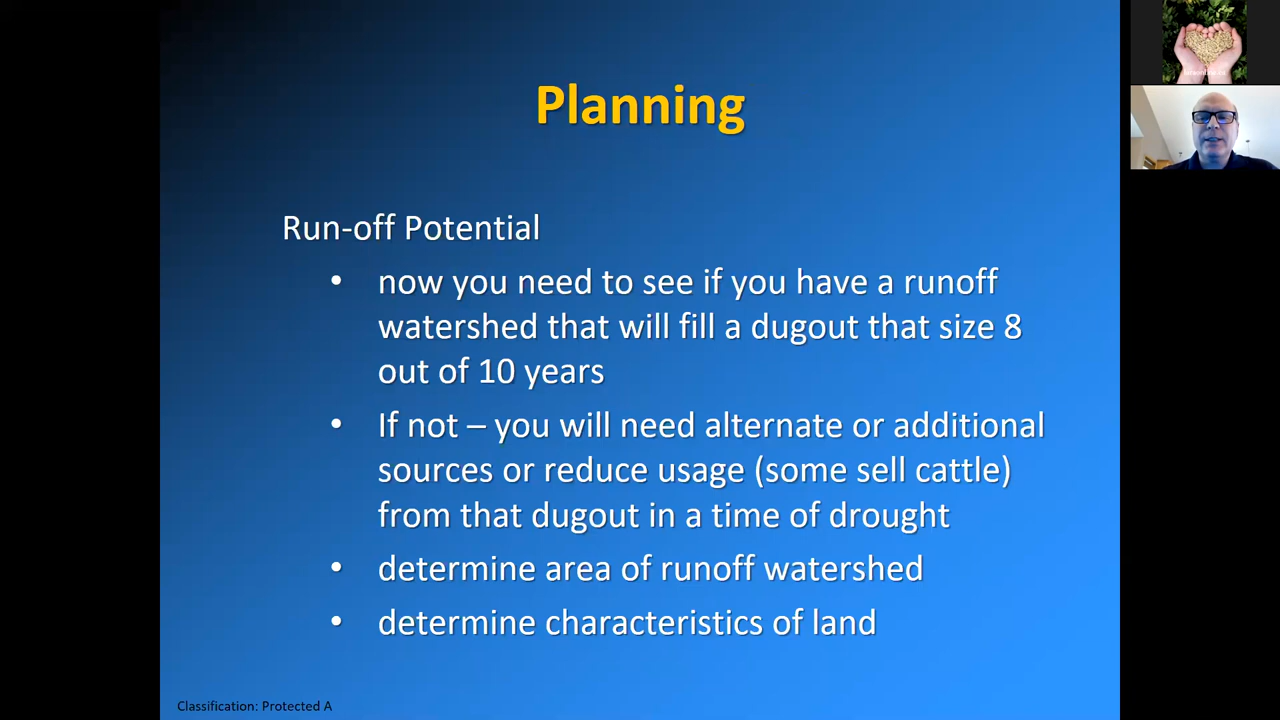 Planning
Run-off Potential
• now you need to see if you have a runoff
watershed that will fill a dugout that size 8
out of 10 years
• If not – you will need alternate or additional
sources or reduce usage (some sell cattle)
from that dugout in a time of drought
• determine area of runoff watershed
• determine characteristics of land
Classification: Protected A